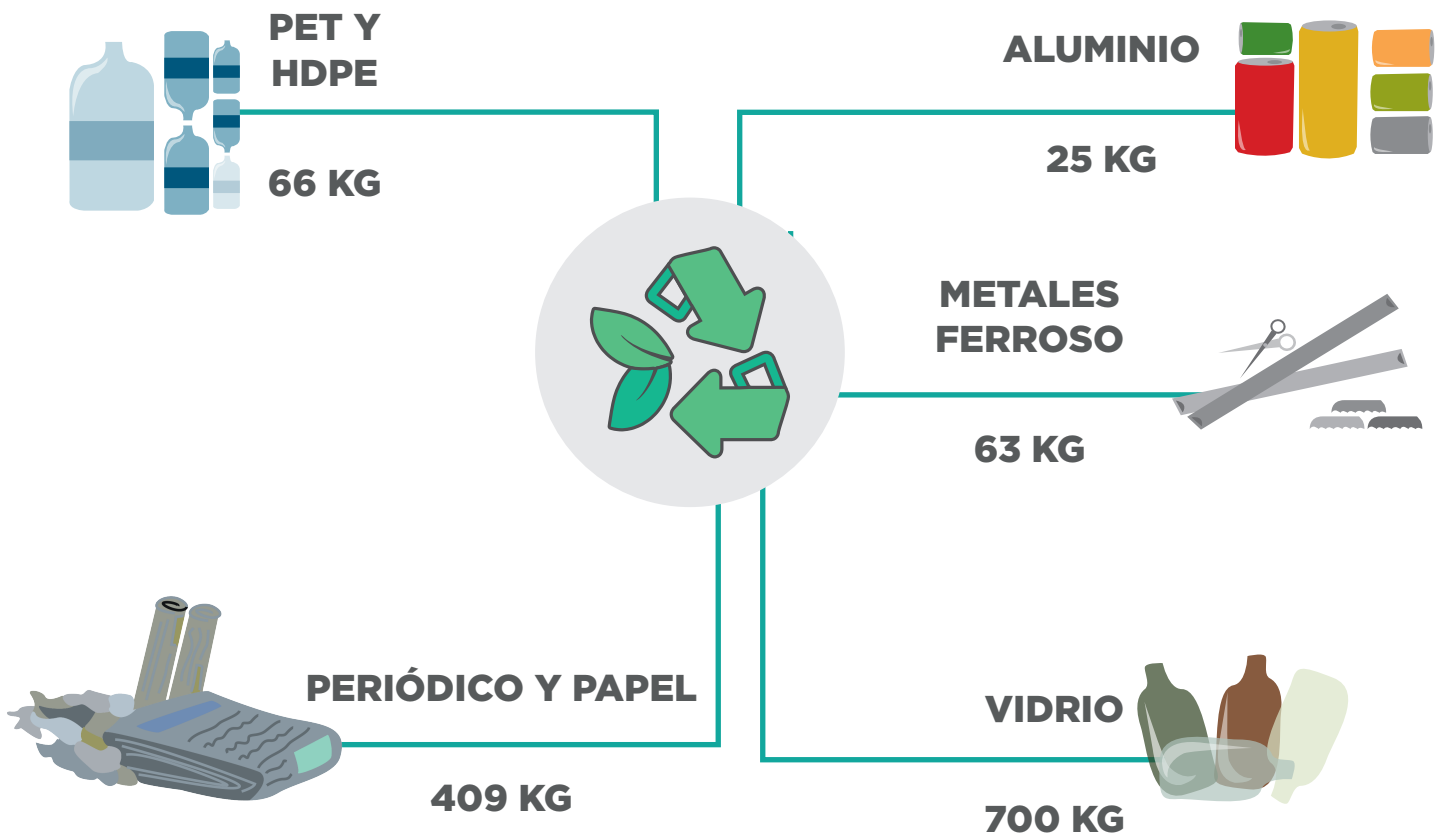 PET Y
HDPE
66 KG
ALUMINIO
25 KG
METALES
FERROSO
63 KG
PERIÓDICO Y PAPEL
409 KG
VIDRIO
700 KG